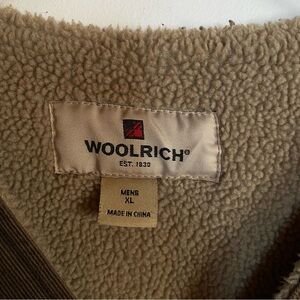 WOOLRICH®
EST. 1830
MENS
XL
MADE IN CHINA